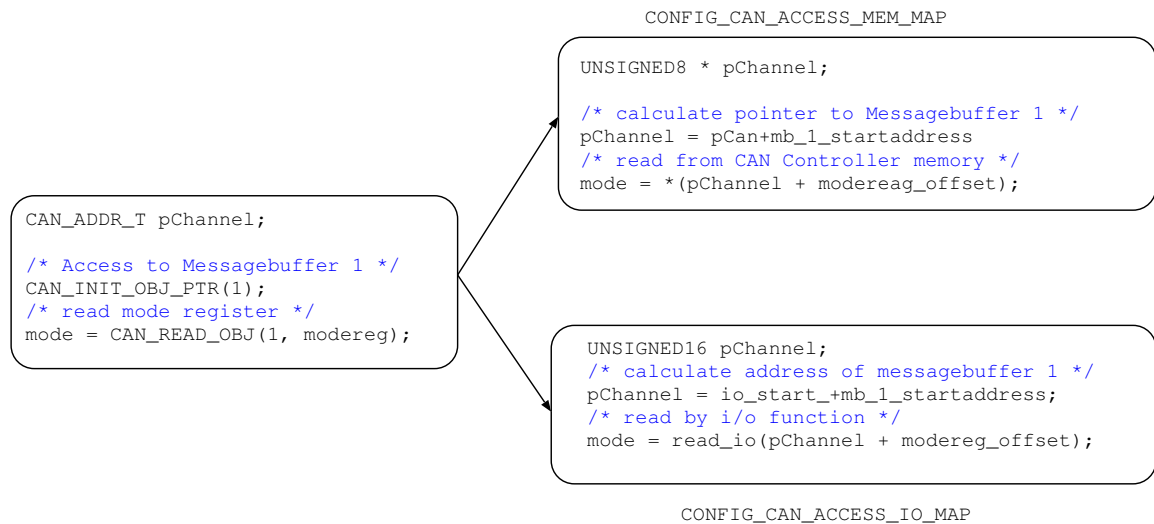 CONFIG_CAN_ACCESS_MEM_MAP
UNSIGNED8 * pChannel;
/* calculate pointer to Messagebuffer 1 */
pChannel = pCan+mb_1_startaddress
/* read from CAN Controller memory */
mode = *(pChannel + modereag_offset);
CAN_ADDR_T pChannel;
/* Access to Messagebuffer 1 */
CAN_INIT_OBJ_PTR(1);
/* read mode register */
mode = CAN_READ_OBJ(1, modereg);
UNSIGNED16 pChannel;
/* calculate address of messagebuffer 1 */
pChannel = io_start_+mb_1_startaddress;
/* read by i/o function */
mode = read_io(pChannel + modereg_offset);
CONFIG_CAN_ACCESS_IO_MAP